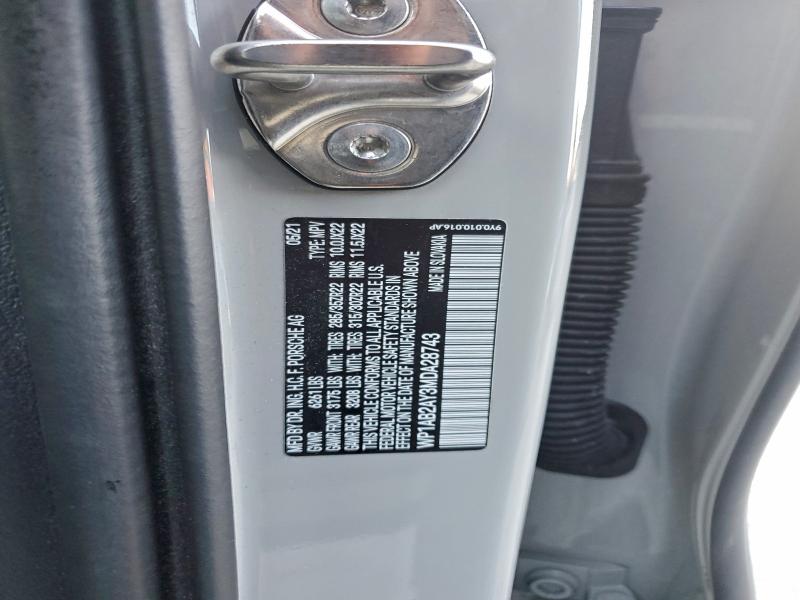 MFD BY DR. ING. H.C. F. PORSCHE AG 05/21
GVWR 6261 LBS TYPE: MPV
GAWR FRONT 3175 LBS WITH: TIRES 285/35ZR22 RIMS 10.0JX22
GAWR REAR 3208 LBS WITH: TIRES 315/30ZR22 RIMS 11.5JX22
THIS VEHICLE CONFORMS TO ALL APPLICABLE U.S.
FEDERAL MOTOR VEHICLE SAFETY STANDARDS IN
EFFECT ON THE DATE OF MANUFACTURE SHOWN ABOVE
WP1AB2AY3MDA28743 MADE IN SLOVAKIA
9Y0.010.016.AP